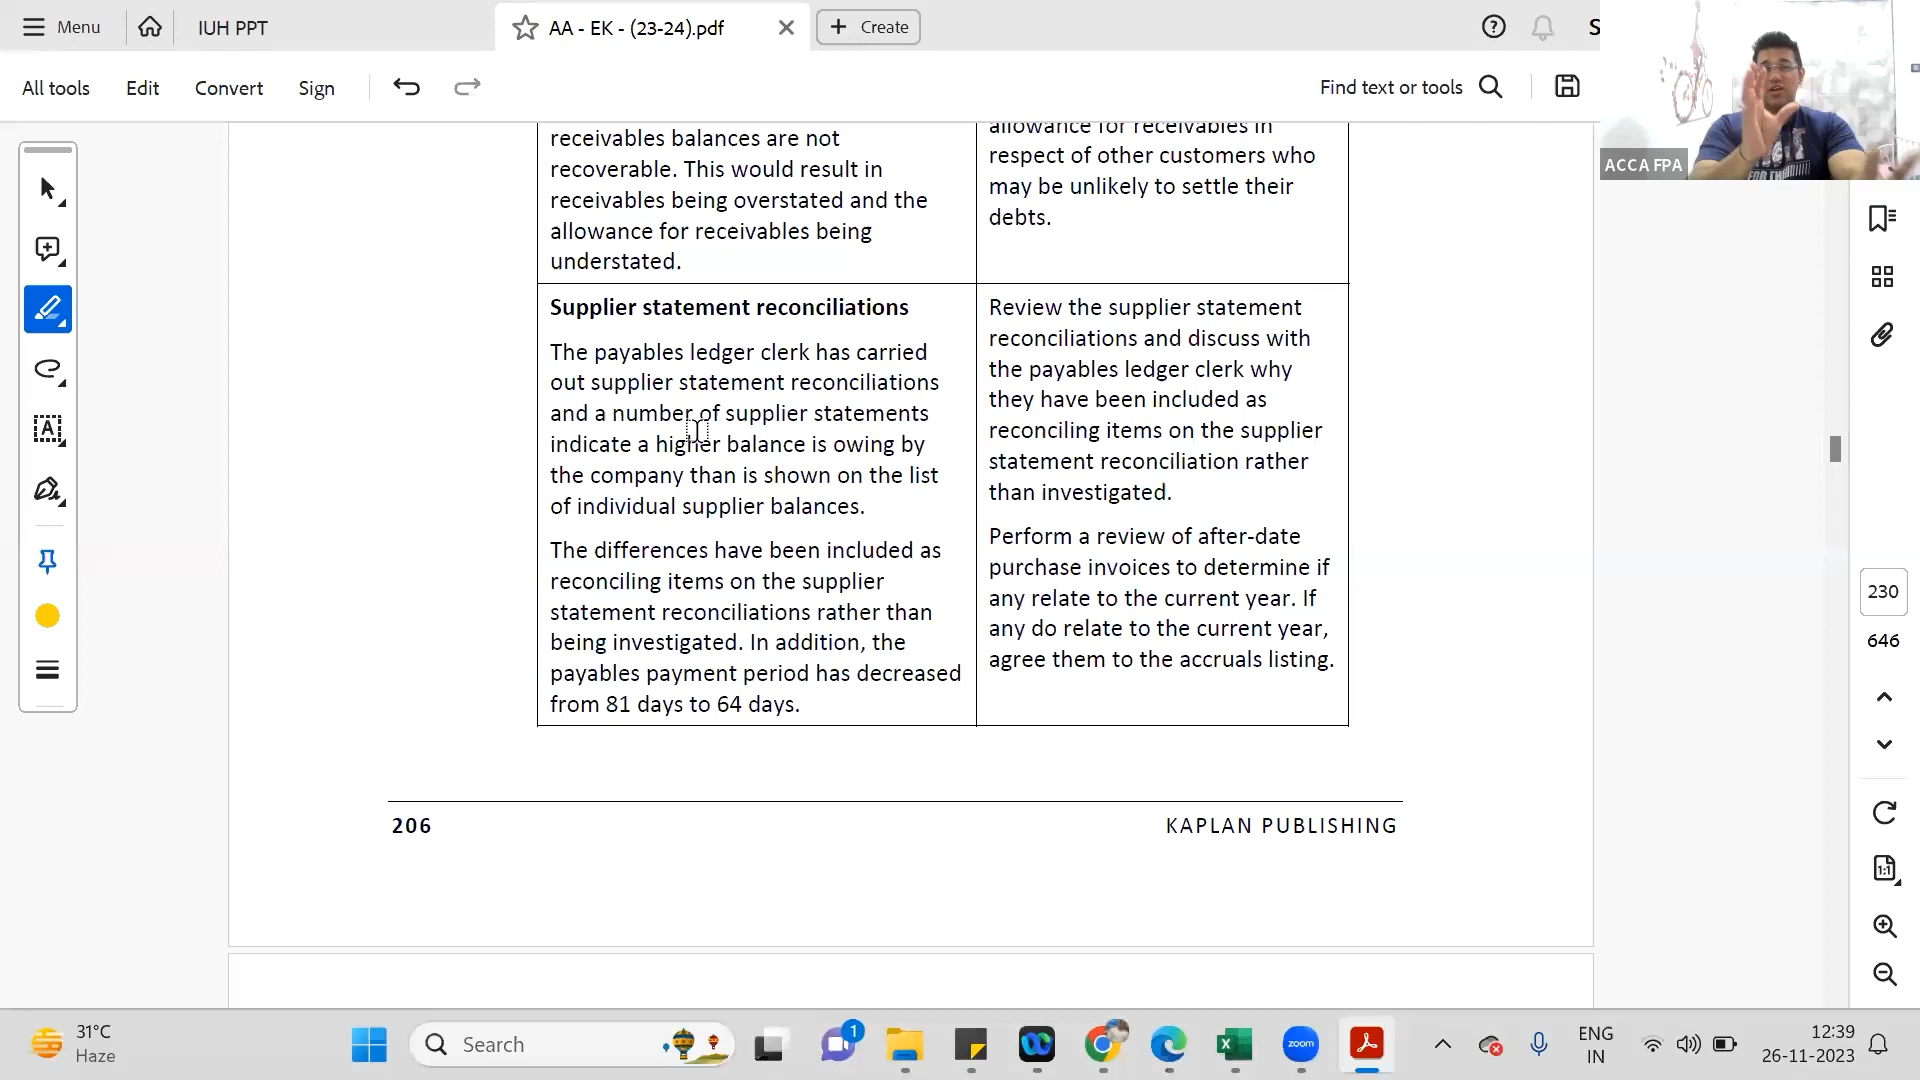 Menu
IUH PPT
AA - EK - (23-24).pdf
Create
All tools
Edit
Convert
Sign
Find text or tools
ACCA FPA
receivables balances are not
recoverable. This would result in
receivables being overstated and the
allowance for receivables being
understated.
allowance for receivables in
respect of other customers who
may be unlikely to settle their
debts.
Supplier statement reconciliations
The payables ledger clerk has carried
out supplier statement reconciliations
and a number of supplier statements
indicate a higher balance is owing by
the company than is shown on the list
of individual supplier balances.
The differences have been included as
reconciling items on the supplier
statement reconciliations rather than
being investigated. In addition, the
payables payment period has decreased
from 81 days to 64 days.
Review the supplier statement
reconciliations and discuss with
the payables ledger clerk why
they have been included as
reconciling items on the supplier
statement reconciliation rather
than investigated.
Perform a review of after-date
purchase invoices to determine if
any relate to the current year. If
any do relate to the current year,
agree them to the accruals listing.
206
KAPLAN PUBLISHING
230
646
1:1
31°C
Haze
Search
1
zoom
ENG
IN
12:39
26-11-2023